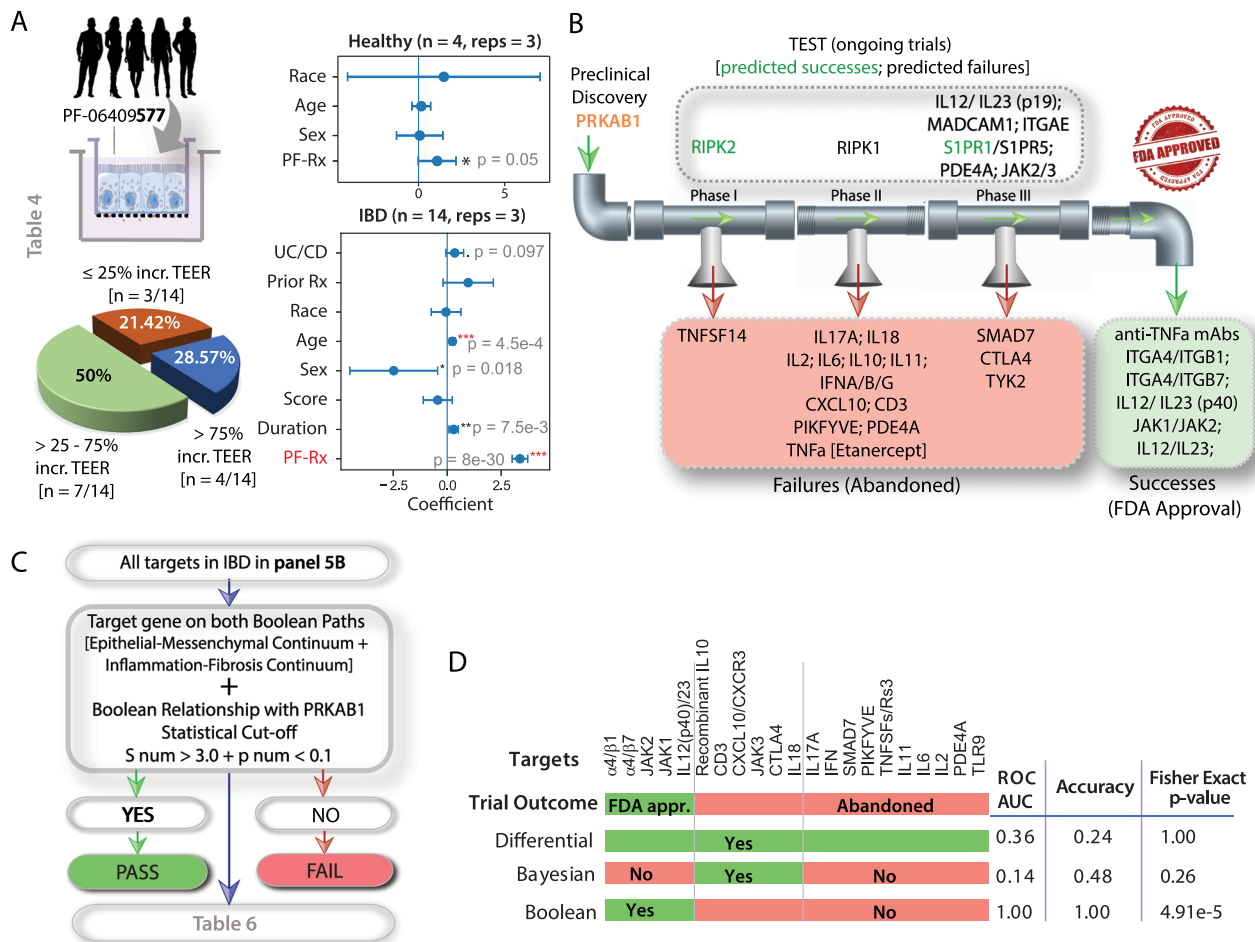 A
PF-06409577
Table 4
≤ 25% incr. TEER
[n = 3/14]
21.42%
28.57%
50%
> 25 - 75%
incr. TEER
[n = 7/14]
> 75%
incr. TEER
[n = 4/14]
Healthy (n = 4, reps = 3)
Race
Age
Sex
PF-Rx
* p = 0.05
0
5
IBD (n = 14, reps = 3)
UC/CD
. p = 0.097
Prior Rx
Race
Age
*** p = 4.5e-4
Sex
* p = 0.018
Score
Duration
** p = 7.5e-3
PF-Rx
p = 8e-30 ***
−2.5
0.0
2.5
Coefficient
B
TEST (ongoing trials)
[predicted successes; predicted failures]
Preclinical
Discovery
PRKAB1
RIPK2
RIPK1
IL12/ IL23 (p19);
MADCAM1; ITGAE
S1PR1/S1PR5;
PDE4A; JAK2/3
FDA APPROVED
Phase I
Phase II
Phase III
TNFSF14
IL17A; IL18
IL2; IL6; IL10; IL11;
IFNA/B/G
CXCL10; CD3
PIKFYVE; PDE4A
TNFa [Etanercept]
SMAD7
CTLA4
TYK2
Failures (Abandoned)
anti-TNFa mAbs
ITGA4/ITGB1;
ITGA4/ITGB7;
IL12/ IL23 (p40)
JAK1/JAK2;
IL12/IL23;
Successes
(FDA Approval)
C
All targets in IBD in panel 5B
Target gene on both Boolean Paths
[Epithelial-Messenchymal Continuum +
Inflammation-Fibrosis Continuum]
+
Boolean Relationship with PRKAB1
Statistical Cut-off
S num > 3.0 + p num < 0.1
YES
NO
PASS
FAIL
Table 6
D
Targets
α4/β1
α4/β7
JAK2
JAK1
IL12(p40)/23
Recombinant IL10
CD3
CXCL10/CXCR3
JAK3
CTLA4
IL18
IL17A
IFN
SMAD7
PIKFYVE
TNFSFs/Rs3
IL11
IL6
IL2
PDE4A
TLR9
ROC
AUC
Accuracy
Fisher Exact
p-value
Trial Outcome
FDA appr.
Abandoned
Differential
Yes
0.36
0.24
1.00
Bayesian
No
Yes
No
0.14
0.48
0.26
Boolean
Yes
No
1.00
1.00
4.91e-5